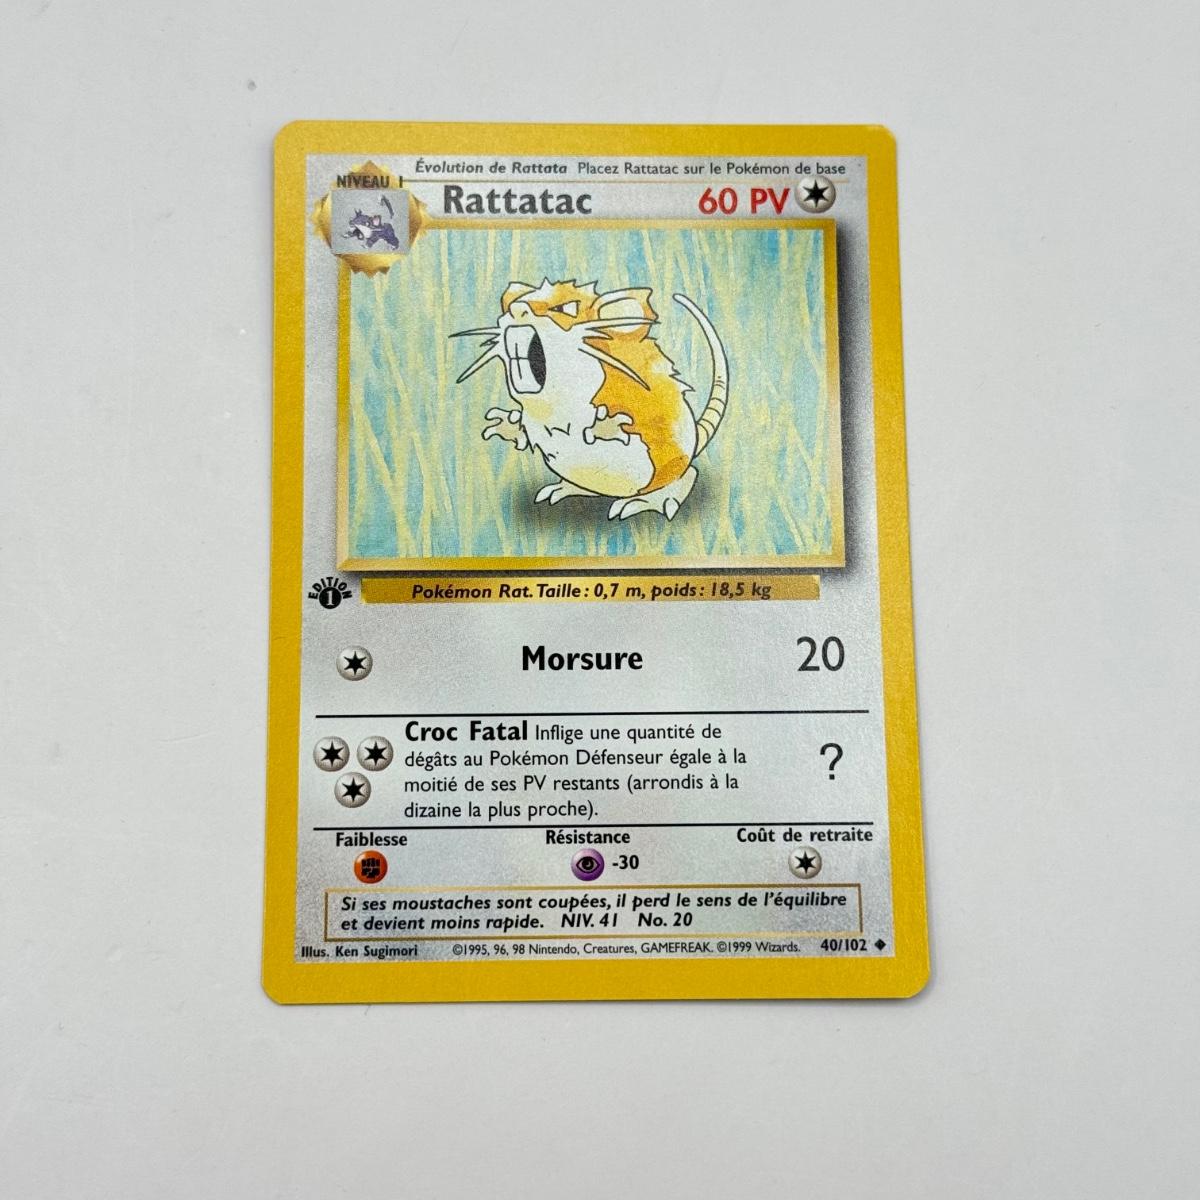 Évolution de Rattata Placez Rattatac sur le Pokémon de base
NIVEAU I
Rattatac 60 PV
EDITION
1
Pokémon Rat. Taille : 0,7 m, poids : 18,5 kg
Morsure 20
Croc Fatal Inflige une quantité de
dégâts au Pokémon Défenseur égale à la
moitié de ses PV restants (arrondis à la
dizaine la plus proche).
?
Faiblesse Résistance Coût de retraite
-30
Si ses moustaches sont coupées, il perd le sens de l'équilibre
et devient moins rapide. NIV. 41 No. 20
Illus. Ken Sugimori ©1995, 96, 98 Nintendo, Creatures, GAMEFREAK. ©1999 Wizards. 40/102